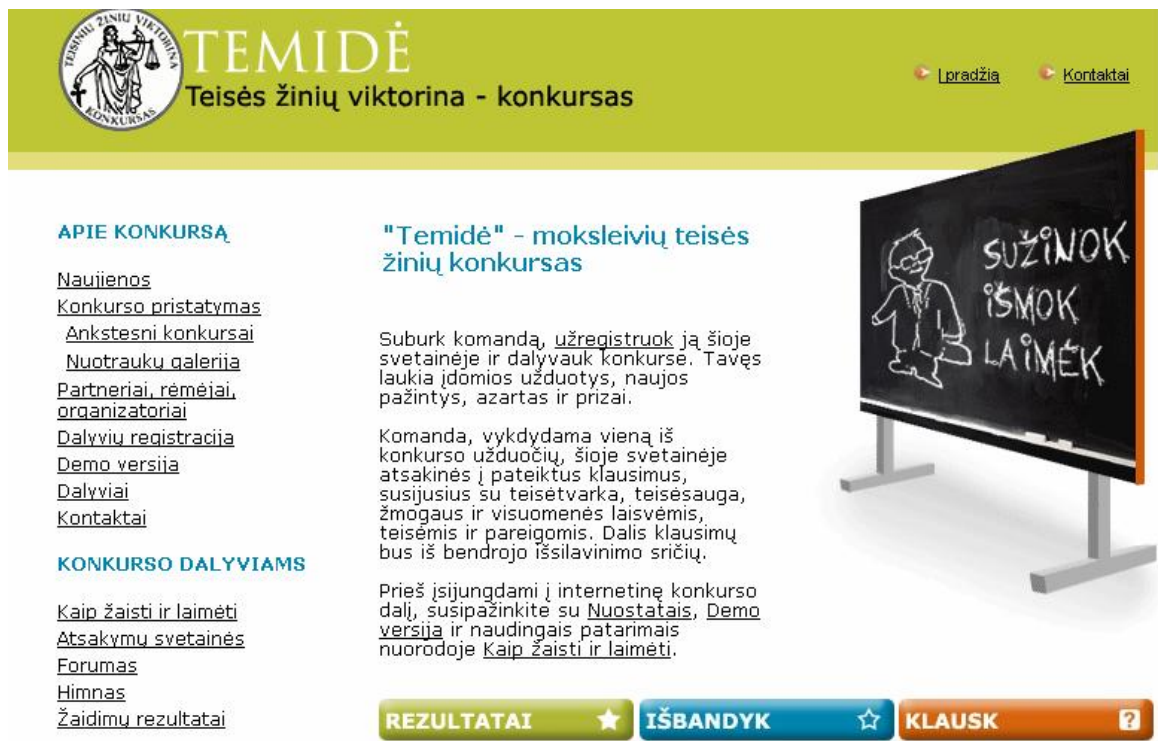 TEISINIŲ ŽINIŲ VIKTORINA
KONKURSAS
TEMIDĖ
Teisės žinių viktorina - konkursas
Į pradžią
Kontaktai
APIE KONKURSĄ
Naujienos
Konkurso pristatymas
Ankstesni konkursai
Nuotraukų galerija
Partneriai, rėmėjai,
organizatoriai
Dalyvių registracija
Demo versija
Dalyviai
Kontaktai
KONKURSO DALYVIAMS
Kaip žaisti ir laimėti
Atsakymų svetainės
Forumas
Himnas
Žaidimų rezultatai
"Temidė" - moksleivių teisės
žinių konkursas
Suburk komandą, užregistruok ją šioje
svetainėje ir dalyvauk konkurse. Tavęs
laukia įdomios užduotys, naujos
pažintys, azartas ir prizai.
Komanda, vykdydama vieną iš
konkurso užduočių, šioje svetainėje
atsakinės į pateiktus klausimus,
susijusius su teisėtvarka, teisėsauga,
žmogaus ir visuomenės laisvėmis,
teisėmis ir pareigomis. Dalis klausimų
bus iš bendrojo išsilavinimo sričių.
Prieš įsijungdami į internetinę konkurso
dalį, susipažinkite su Nuostatais, Demo
versija ir naudingais patarimais
nuorodoje Kaip žaisti ir laimėti.
SUŽINOK
IŠMOK
LAIMĖK
REZULTATAI
IŠBANDYK
KLAUSK